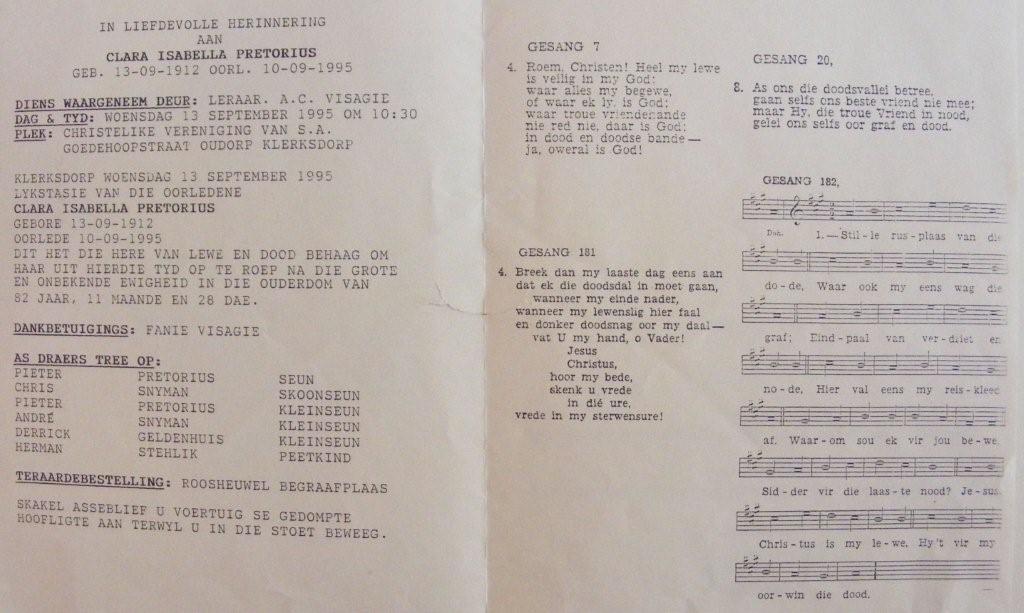 IN LIEFDEVOLLE HERINNERING
AAN
CLARA ISABELLA PRETORIUS
GEB. 13-09-1912 OORL. 10-09-1995
DIENS WAARGENEEM DEUR: LERAAR. A.C. VISAGIE
DAG & TYD: WOENSDAG 13 SEPTEMBER 1995 OM 10:30
PLEK: CHRISTELIKE VERENIGING VAN S.A.
GOEDEHOOPSTRAAT OUDORP KLERKSDORP
KLERKSDORP WOENSDAG 13 SEPTEMBER 1995
LYKSTASIE VAN DIE OORLEDENE
CLARA ISABELLA PRETORIUS
GEBORE 13-09-1912
OORLEDE 10-09-1995
DIT HET DIE HERE VAN LEWE EN DOOD BEHAAG OM
HAAR UIT HIERDIE TYD OP TE ROEP NA DIE GROTE
EN ONBEKENDE EWIGHEID IN DIE OUDERDOM VAN
82 JAAR, 11 MAANDE EN 28 DAE.
DANKBETUIGINGS: FANIE VISAGIE
AS DRAERS TREE OP:
PIETER PRETORIUS SEUN
CHRIS SNYMAN SKOONSEUN
PIETER PRETORIUS KLEINSEUN
ANDRÉ SNYMAN KLEINSEUN
DERRICK GELDENHUIS KLEINSEUN
HERMAN STEHLIK PEETKIND
TERAARDEBESTELLING: ROOSHEUWEL BEGRAAFPLAAS
SKAKEL ASSEBLIEF U VOERTUIG SE GEDOMPTE
HOOFLIGTE AAN TERWYL U IN DIE STOET BEWEEG.
GESANG 7
4. Roem, Christen! Heel my lewe
is veilig in my God:
waar alles my begewe,
of waar ek ly, is God;
waar troue vriendehande
nie red nie, daar is God;
in dood en doodse bande —
ja, oweral is God!
GESANG 181
4. Breek dan my laaste dag eens aan
dat ek die doodsdal in moet gaan,
wanneer my einde nader,
wanneer my lewenslig hier faal
en donker doodsnag oor my daal —
vat U my hand, o Vader!
Jesus
Christus,
hoor my bede,
skenk u vrede
in dié ure,
vrede in my sterwensure!
GESANG 20,
8. As ons die doodsvallei betree,
gaan selfs ons beste vriend nie mee;
maar Hy, die troue Vriend in nood,
gelei ons selfs oor graf en dood.
GESANG 182,
Doh. 1.—Stil-le rus-plaas van die
do-de, Waar ook my eens wag die
graf; Eind-paal van ver-driet en
no-de, Hier val eens my reis-kleed
af. Waar-om sou ek vir jou be-we,
Sid-der vir die laas-te nood? Je-sus
Chris-tus is my le-we, Hy't vir my
oor-win die dood.